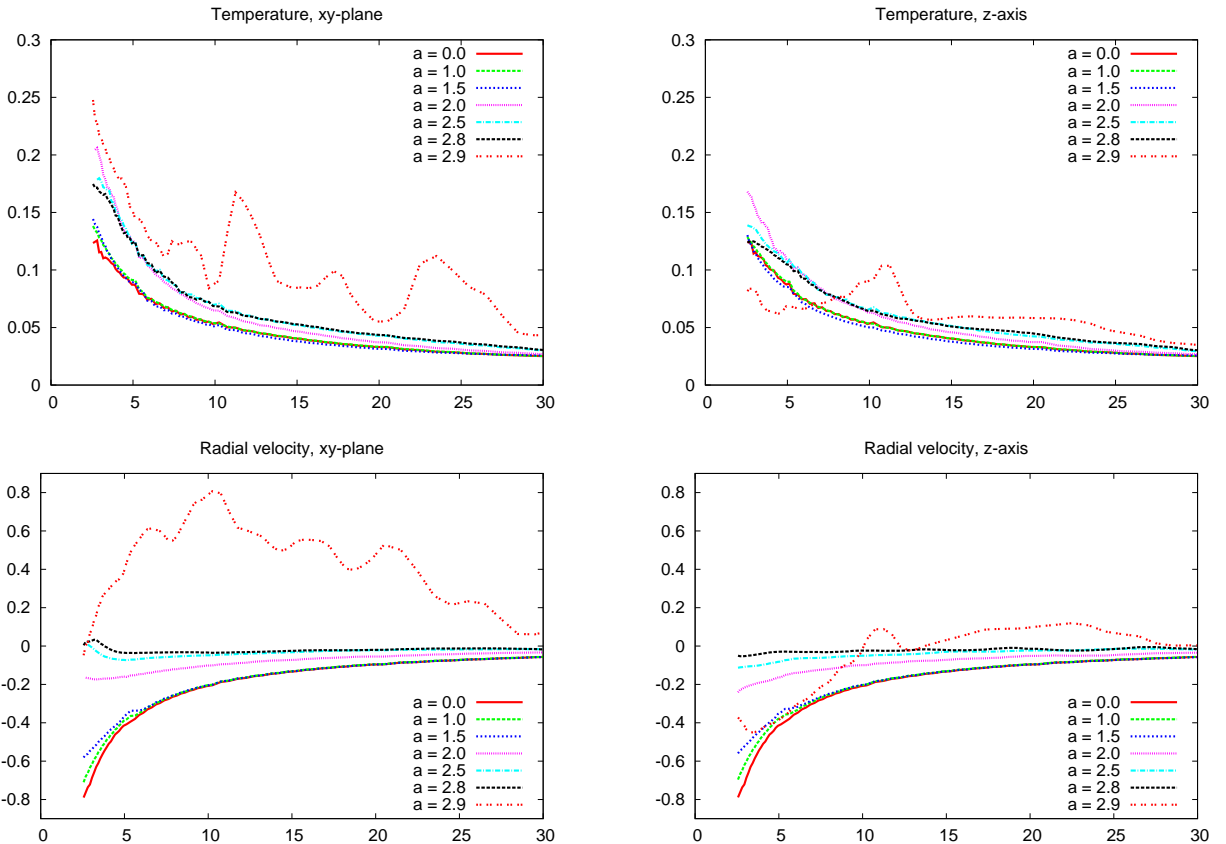 Temperature, xy-plane
0.3
0.25
0.2
0.15
0.1
0.05
0
0 5 10 15 20 25 30
a = 0.0
a = 1.0
a = 1.5
a = 2.0
a = 2.5
a = 2.8
a = 2.9
Temperature, z-axis
0.3
0.25
0.2
0.15
0.1
0.05
0
0 5 10 15 20 25 30
a = 0.0
a = 1.0
a = 1.5
a = 2.0
a = 2.5
a = 2.8
a = 2.9
Radial velocity, xy-plane
0.8
0.6
0.4
0.2
0
-0.2
-0.4
-0.6
-0.8
0 5 10 15 20 25 30
a = 0.0
a = 1.0
a = 1.5
a = 2.0
a = 2.5
a = 2.8
a = 2.9
Radial velocity, z-axis
0.8
0.6
0.4
0.2
0
-0.2
-0.4
-0.6
-0.8
0 5 10 15 20 25 30
a = 0.0
a = 1.0
a = 1.5
a = 2.0
a = 2.5
a = 2.8
a = 2.9